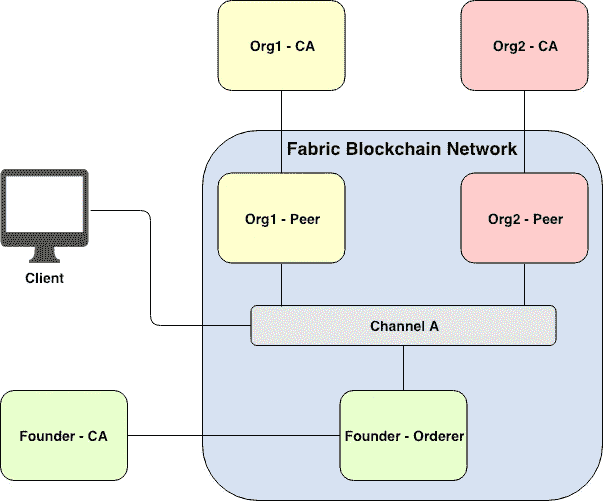 Org1 - CA
Org2 - CA
Fabric Blockchain Network
Org1 - Peer
Org2 - Peer
Client
Channel A
Founder - CA
Founder - Orderer